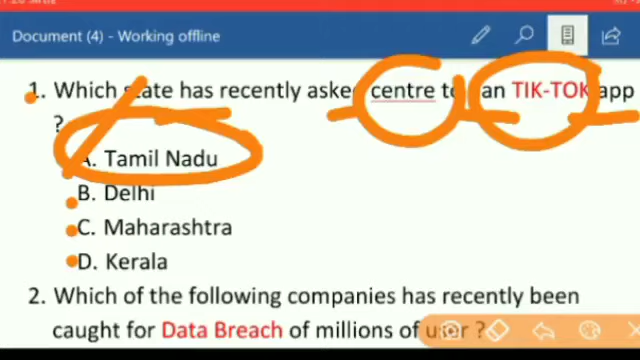 Document (4) - Working offline
1. Which state has recently asked centre to ban TIK-TOK app
?
A. Tamil Nadu
B. Delhi
C. Maharashtra
D. Kerala
2. Which of the following companies has recently been
caught for Data Breach of millions of user ?